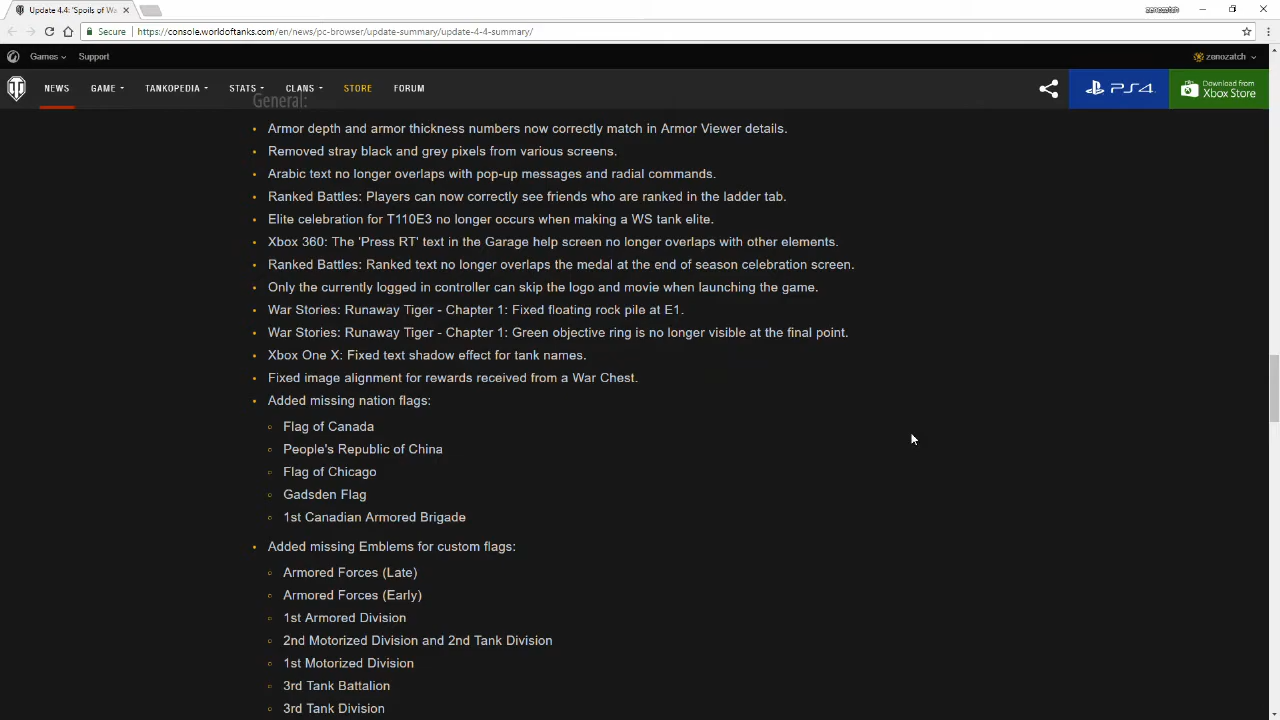 Update 4.4: 'Spoils of Wa
zenozatch
Secure
https://console.worldoftanks.com/en/news/pc-browser/update-summary/update-4-4-summary/
Games
Support
zenozatch
NEWS
GAME
TANKOPEDIA
STATS
CLANS
STORE
FORUM
PS4
Download from
Xbox Store
General:
Armor depth and armor thickness numbers now correctly match in Armor Viewer details.
Removed stray black and grey pixels from various screens.
Arabic text no longer overlaps with pop-up messages and radial commands.
Ranked Battles: Players can now correctly see friends who are ranked in the ladder tab.
Elite celebration for T110E3 no longer occurs when making a WS tank elite.
Xbox 360: The 'Press RT' text in the Garage help screen no longer overlaps with other elements.
Ranked Battles: Ranked text no longer overlaps the medal at the end of season celebration screen.
Only the currently logged in controller can skip the logo and movie when launching the game.
War Stories: Runaway Tiger - Chapter 1: Fixed floating rock pile at E1.
War Stories: Runaway Tiger - Chapter 1: Green objective ring is no longer visible at the final point.
Xbox One X: Fixed text shadow effect for tank names.
Fixed image alignment for rewards received from a War Chest.
Added missing nation flags:
Flag of Canada
People's Republic of China
Flag of Chicago
Gadsden Flag
1st Canadian Armored Brigade
Added missing Emblems for custom flags:
Armored Forces (Late)
Armored Forces (Early)
1st Armored Division
2nd Motorized Division and 2nd Tank Division
1st Motorized Division
3rd Tank Battalion
3rd Tank Division